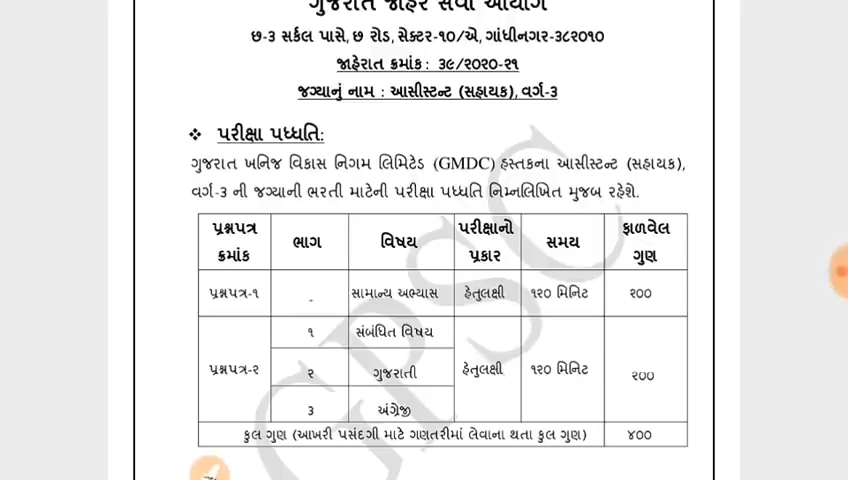 ગુજરાત જાહેર સેવા આયોગ
છ-૩ સર્કલ પાસે, છ રોડ, સેક્ટર-૧૦/એ, ગાંધીનગર-૩૮૨૦૧૦
જાહેરાત ક્રમાંક : ૩૯/૨૦૨૦-૨૧
જગ્યાનું નામ : આસીસ્ટન્ટ (સહાયક), વર્ગ-૩
❖ પરીક્ષા પધ્ધતિ:
ગુજરાત ખનિજ વિકાસ નિગમ લિમિટેડ (GMDC) હસ્તકના આસીસ્ટન્ટ (સહાયક),
વર્ગ-૩ ની જગ્યાની ભરતી માટેની પરીક્ષા પધ્ધતિ નિમ્નલિખિત મુજબ રહેશે.
પ્રશ્નપત્ર ક્રમાંક ભાગ વિષય પરીક્ષાનો પ્રકાર સમય ફાળવેલ ગુણ
પ્રશ્નપત્ર-૧ - સામાન્ય અભ્યાસ હેતુલક્ષી ૧૨૦ મિનિટ ૨૦૦
૧ સંબંધિત વિષય
પ્રશ્નપત્ર-૨ ૨ ગુજરાતી હેતુલક્ષી ૧૨૦ મિનિટ ૨૦૦
૩ અંગ્રેજી
કુલ ગુણ (આખરી પસંદગી માટે ગણતરીમાં લેવાના થતા કુલ ગુણ) ૪૦૦
GPSC